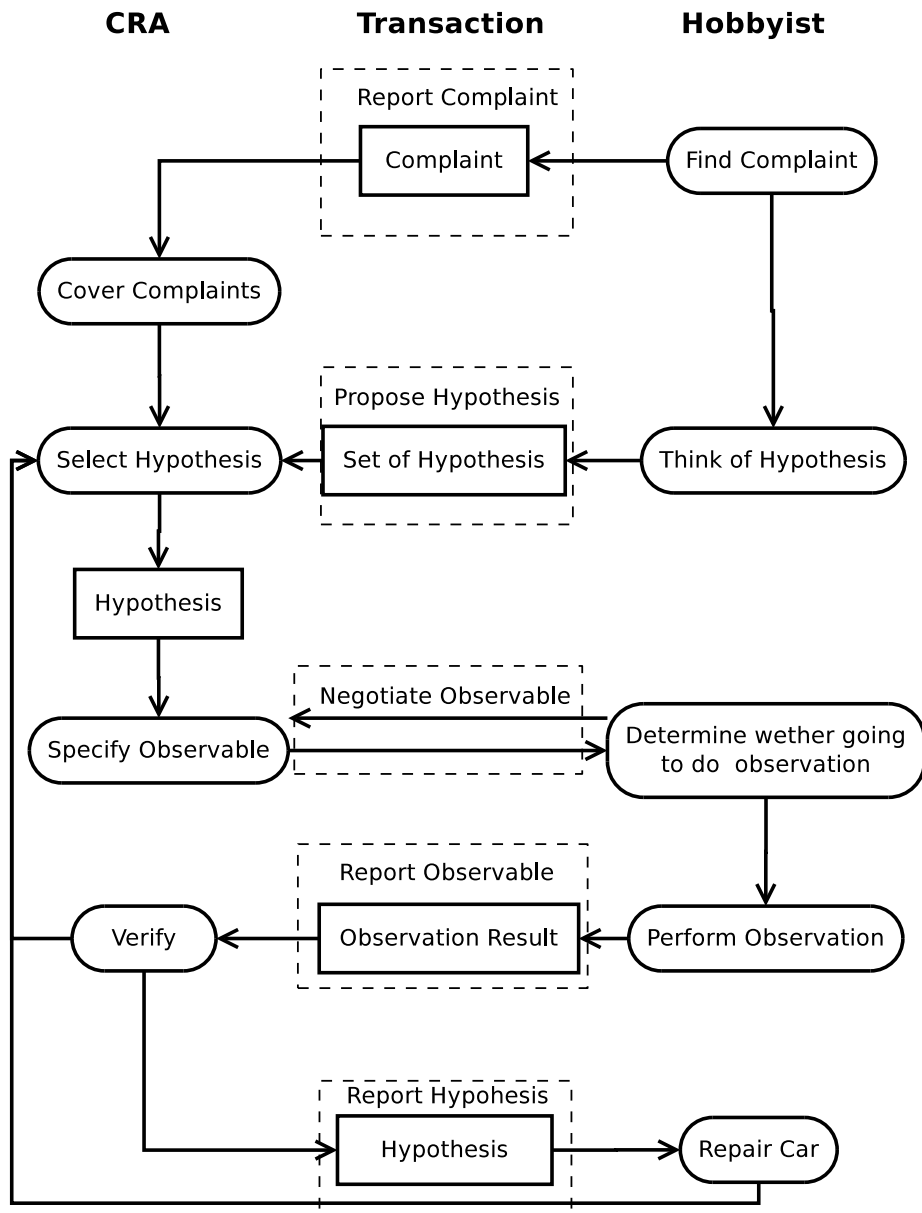 CRA Transaction Hobbyist
Report Complaint
Complaint
Find Complaint
Cover Complaints
Propose Hypothesis
Select Hypothesis
Set of Hypothesis
Think of Hypothesis
Hypothesis
Negotiate Observable
Specify Observable
Determine wether going
to do observation
Report Observable
Verify
Observation Result
Perform Observation
Report Hypohesis
Hypothesis
Repair Car